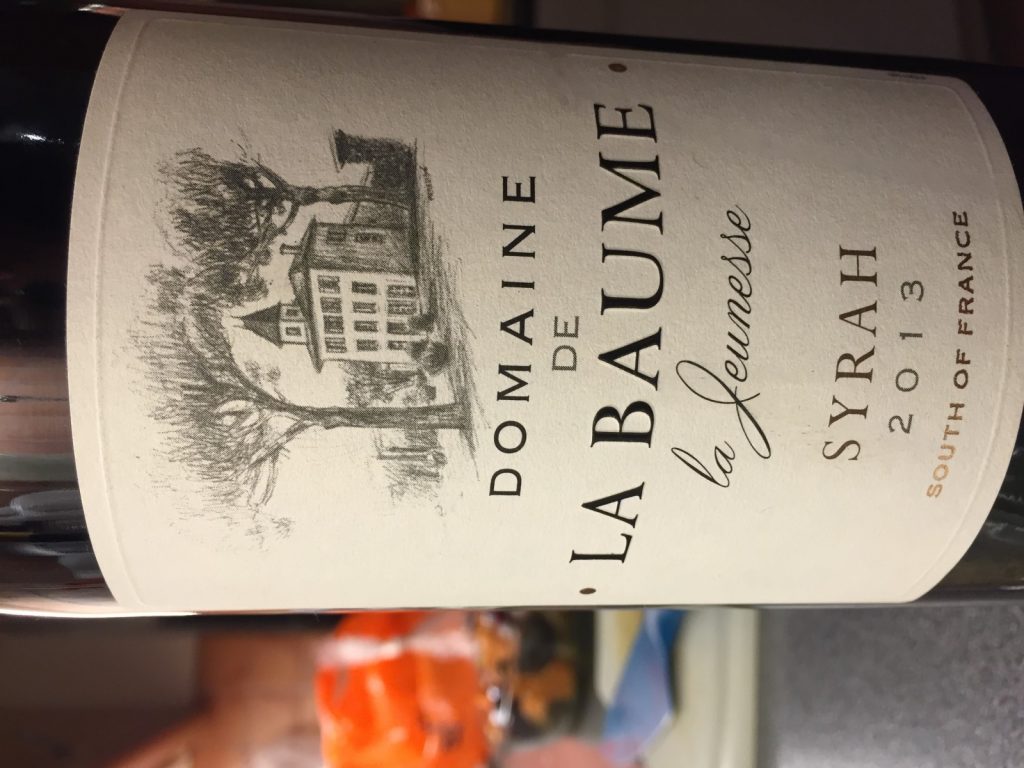 DOMAINE
DE
LA BAUME
la Jeunesse
SYRAH
2013
SOUTH OF FRANCE